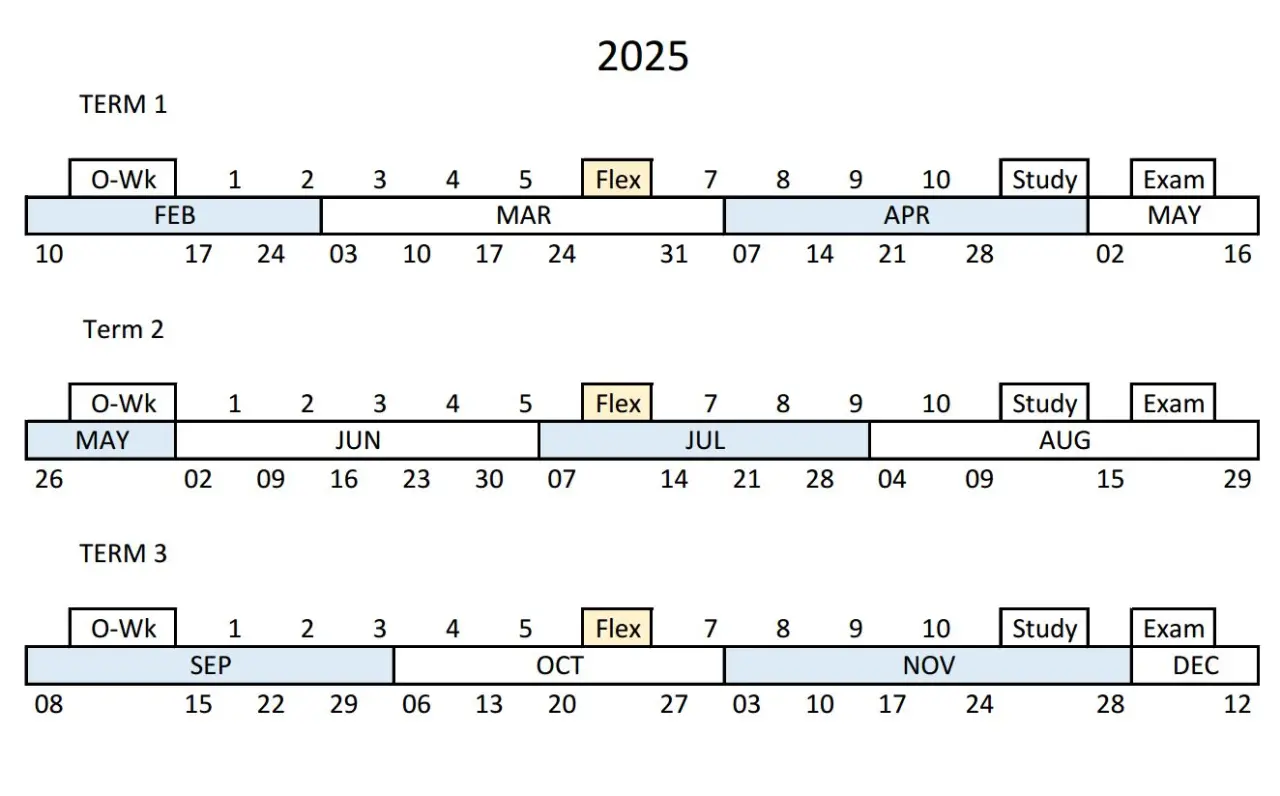 2025
TERM 1
O-Wk 1 2 3 4 5 Flex 7 8 9 10 Study Exam
FEB MAR APR MAY
10 17 24 03 10 17 24 31 07 14 21 28 02 16
Term 2
O-Wk 1 2 3 4 5 Flex 7 8 9 10 Study Exam
MAY JUN JUL AUG
26 02 09 16 23 30 07 14 21 28 04 09 15 29
TERM 3
O-Wk 1 2 3 4 5 Flex 7 8 9 10 Study Exam
SEP OCT NOV DEC
08 15 22 29 06 13 20 27 03 10 17 24 28 12